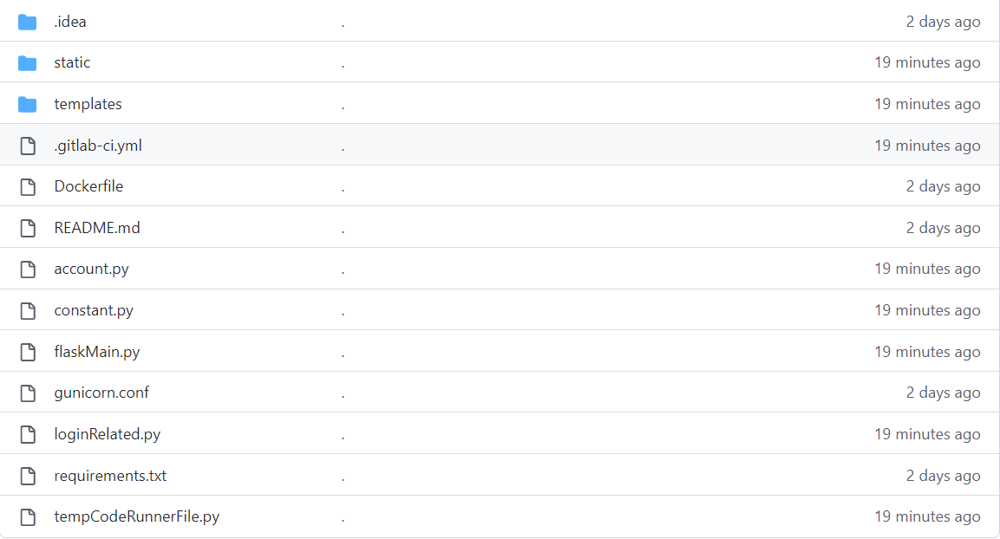 .idea . 2 days ago
static . 19 minutes ago
templates . 19 minutes ago
.gitlab-ci.yml . 19 minutes ago
Dockerfile . 2 days ago
README.md . 2 days ago
account.py . 19 minutes ago
constant.py . 19 minutes ago
flaskMain.py . 19 minutes ago
gunicorn.conf . 2 days ago
loginRelated.py . 19 minutes ago
requirements.txt . 2 days ago
tempCodeRunnerFile.py . 19 minutes ago